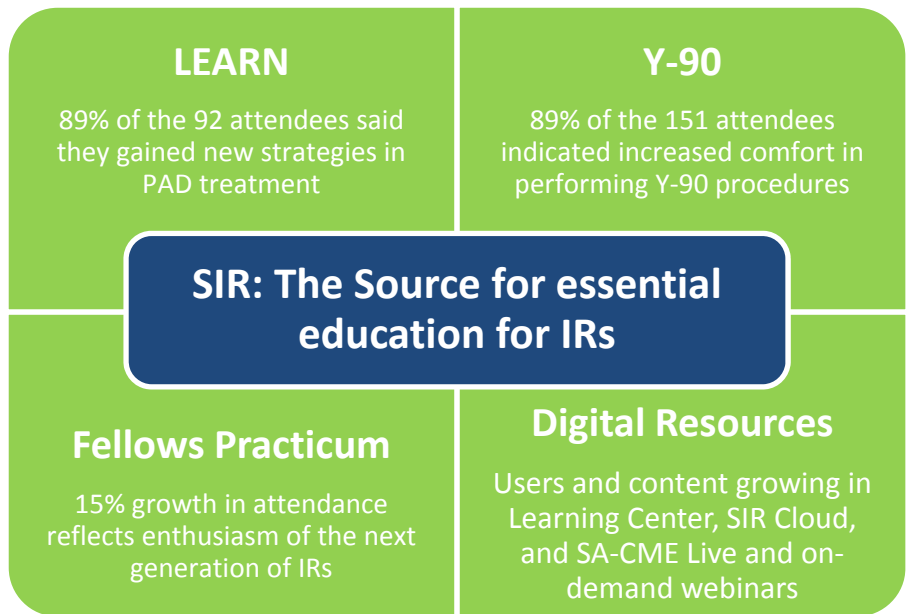 LEARN
89% of the 92 attendees said
they gained new strategies in
PAD treatment
Y-90
89% of the 151 attendees
indicated increased comfort in
performing Y-90 procedures
SIR: The Source for essential
education for IRs
Fellows Practicum
15% growth in attendance
reflects enthusiasm of the next
generation of IRs
Digital Resources
Users and content growing in
Learning Center, SIR Cloud,
and SA-CME Live and on-
demand webinars